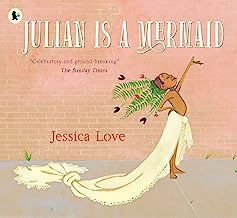 JULIAN IS A MERMAID
"Celebratory and ground-breaking"
The Sunday Times
Jessica Love